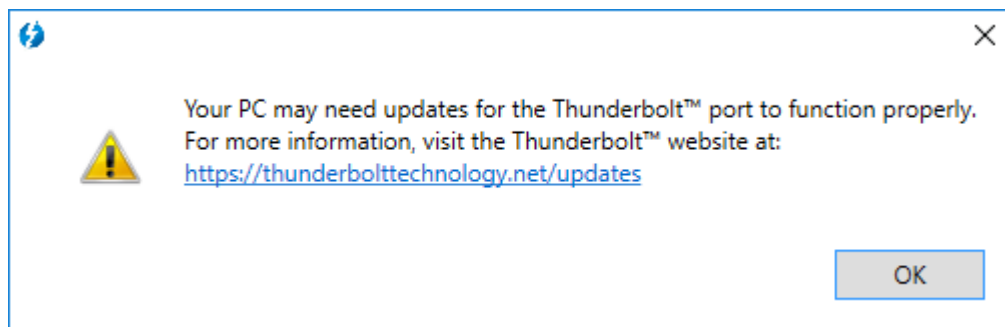 Your PC may need updates for the Thunderbolt™ port to function properly.
For more information, visit the Thunderbolt™ website at:
https://thunderbolttechnology.net/updates
OK